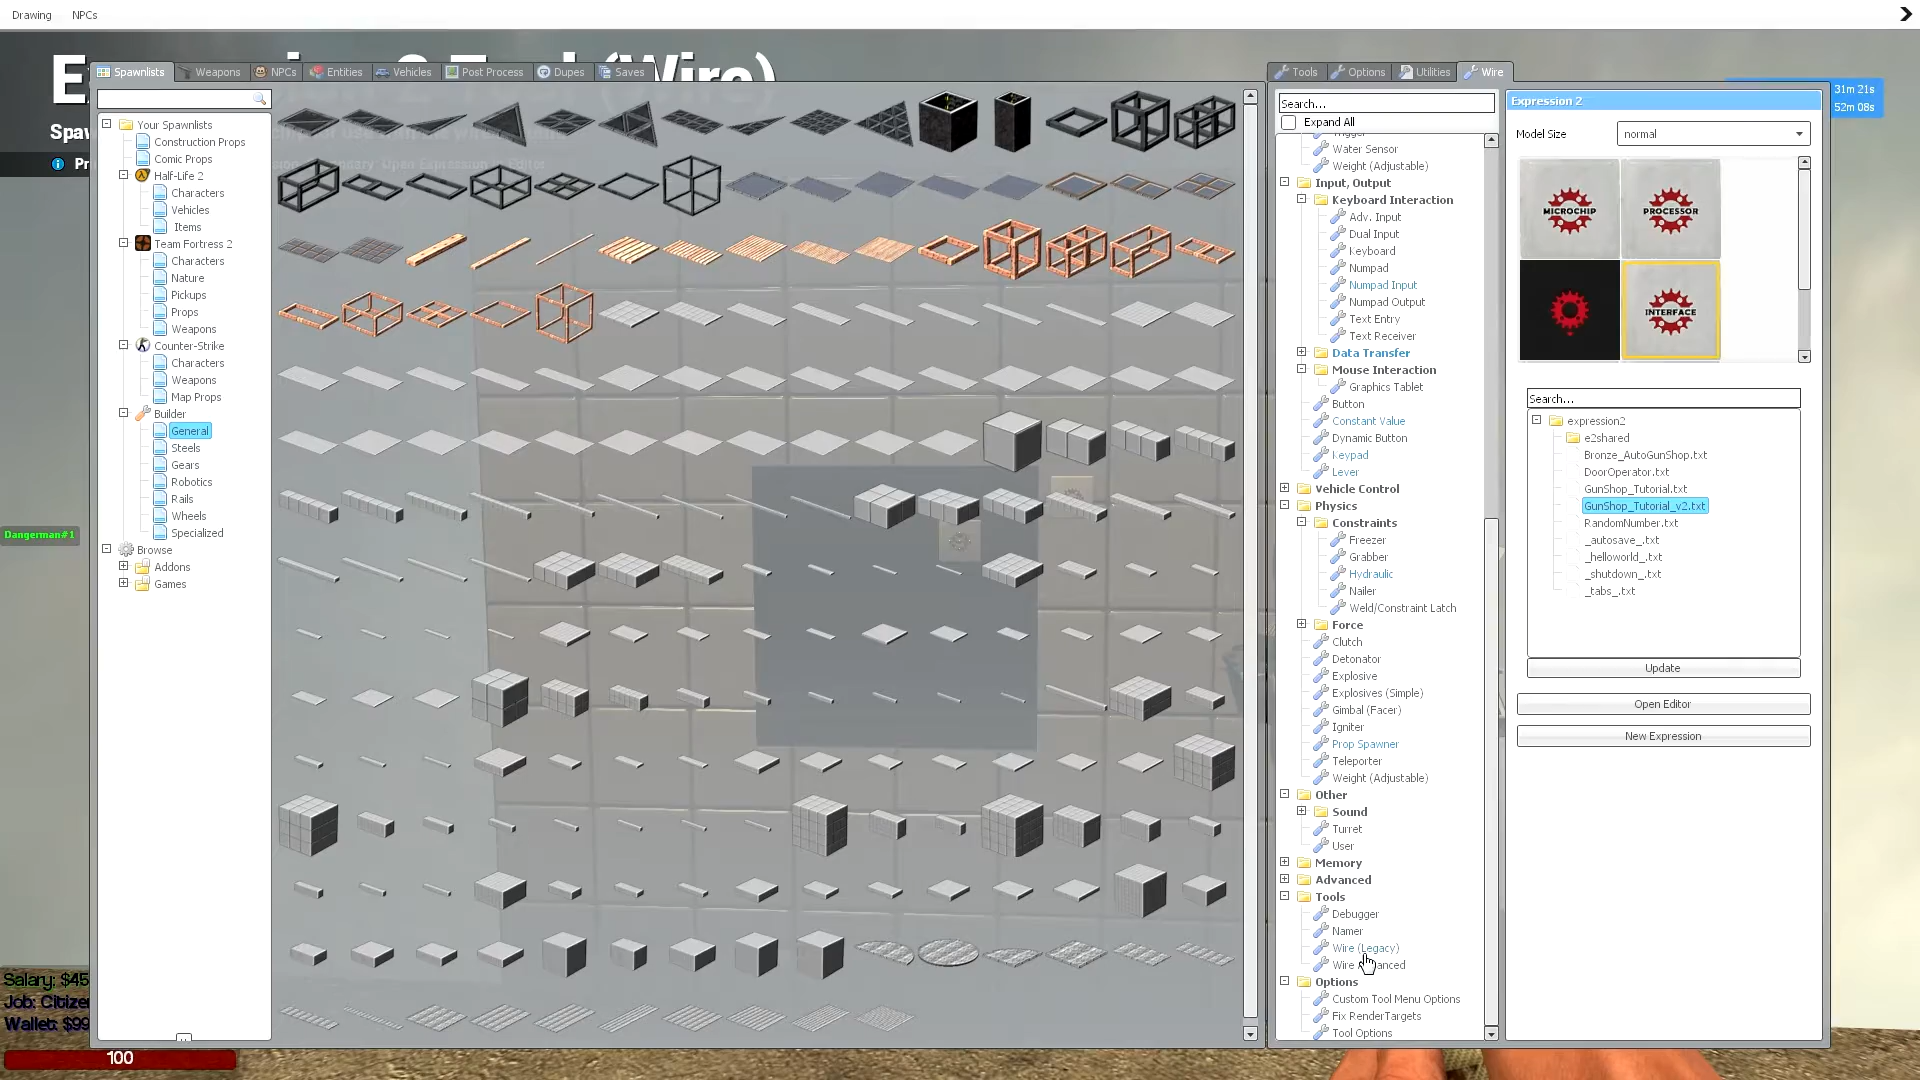 Drawing NPCs
(Wire)
Spawnlists Weapons NPCs Entities Vehicles Post Process Dupes Saves
Tools Options Utilities Wire
31m 21s
52m 08s
Your Spawnlists
Construction Props
Comic Props
Half-Life 2
Characters
Vehicles
Items
Team Fortress 2
Characters
Nature
Pickups
Props
Weapons
Counter-Strike
Characters
Weapons
Map Props
Builder
General
Steels
Gears
Robotics
Rails
Wheels
Specialized
Browse
Addons
Games
Dangerman#1
Salary: $45
Job: Citizen
Wallet: $99
100
Search...
Expand All
Trigger
Water Sensor
Weight (Adjustable)
Input, Output
Keyboard Interaction
Adv. Input
Dual Input
Keyboard
Numpad
Numpad Input
Numpad Output
Text Entry
Text Receiver
Data Transfer
Mouse Interaction
Graphics Tablet
Button
Constant Value
Dynamic Button
Keypad
Lever
Vehicle Control
Physics
Constraints
Freezer
Grabber
Hydraulic
Nailer
Weld/Constraint Latch
Force
Clutch
Detonator
Explosive
Explosives (Simple)
Gimbal (Facer)
Igniter
Prop Spawner
Teleporter
Weight (Adjustable)
Other
Sound
Turret
User
Memory
Advanced
Tools
Debugger
Namer
Wire (Legacy)
Wire Advanced
Options
Custom Tool Menu Options
Fix RenderTargets
Tool Options
Expression 2
Model Size normal
MICROCHIP
PROCESSOR
INTERFACE
Search...
expression2
e2shared
Bronze_AutoGunShop.txt
DoorOperator.txt
GunShop_Tutorial.txt
GunShop_Tutorial_v2.txt
RandomNumber.txt
_autosave_.txt
_helloworld_.txt
_shutdown_.txt
_tabs_.txt
Update
Open Editor
New Expression